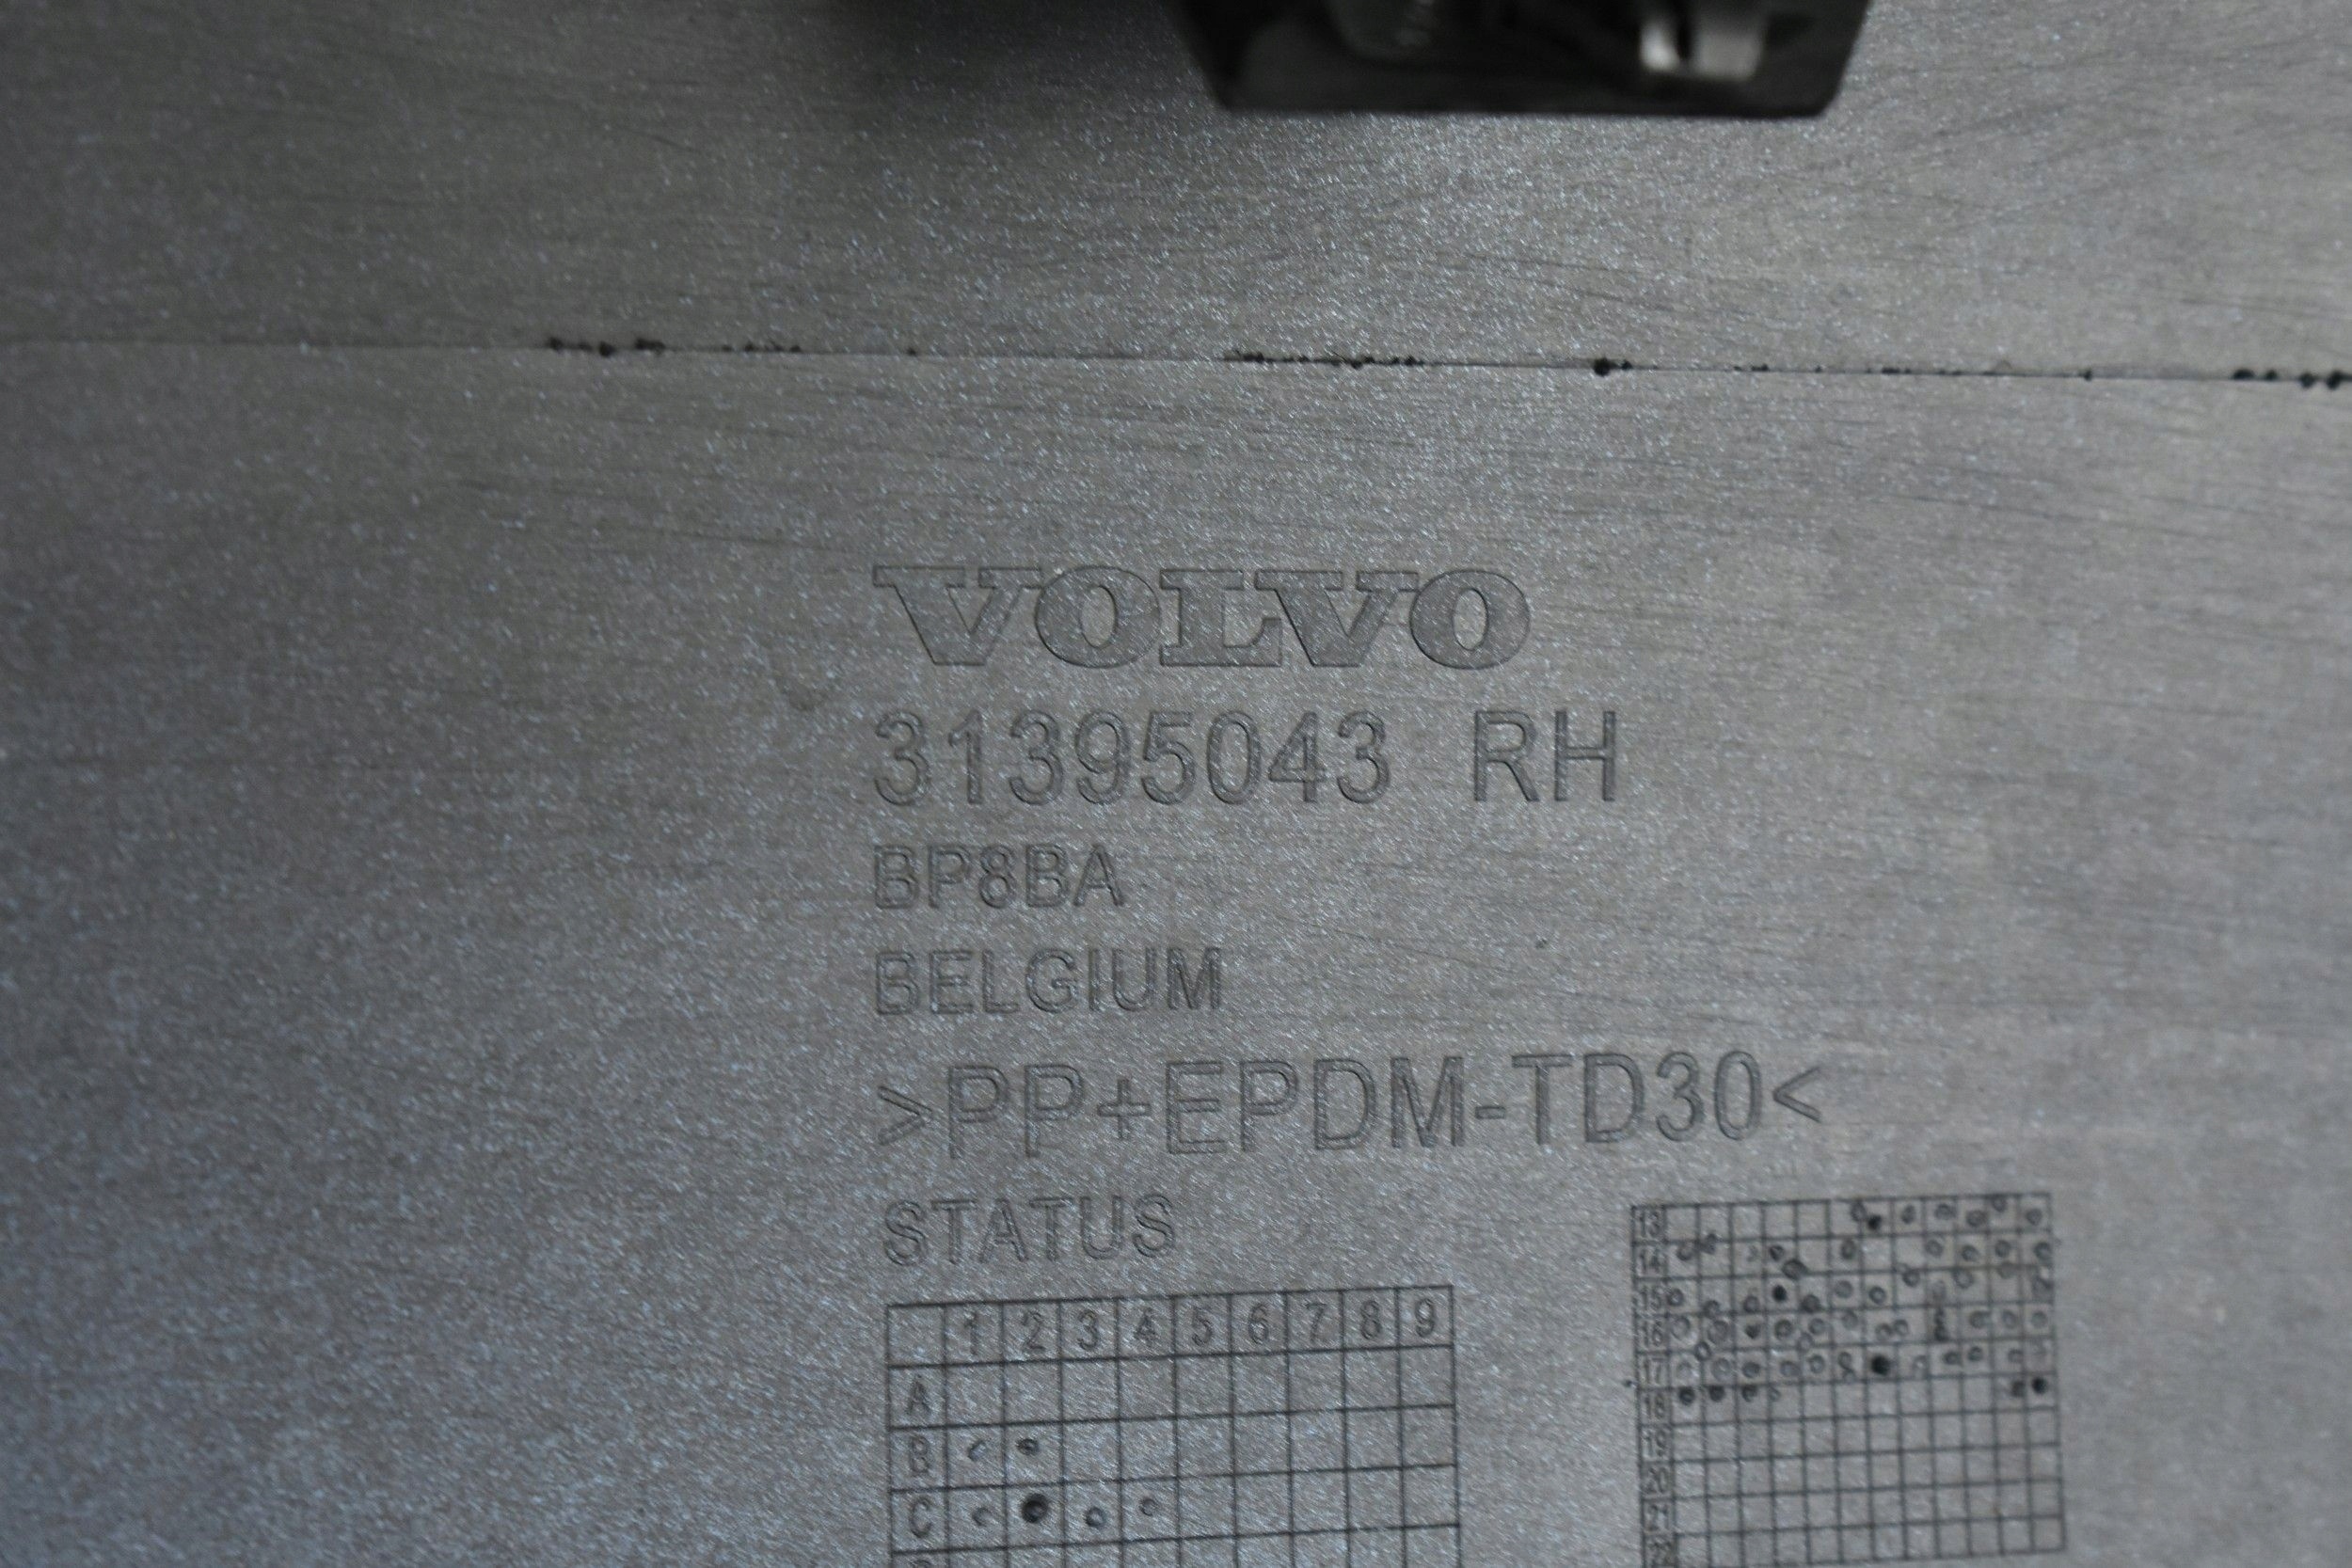 VOLVO
31395043 RH
BP8BA
BELGIUM
>PP+EPDM-TD30<
STATUS
1 2 3 4 5 6 7 8 9
A
B
C
13
14
15
16
17
18
19
20
21